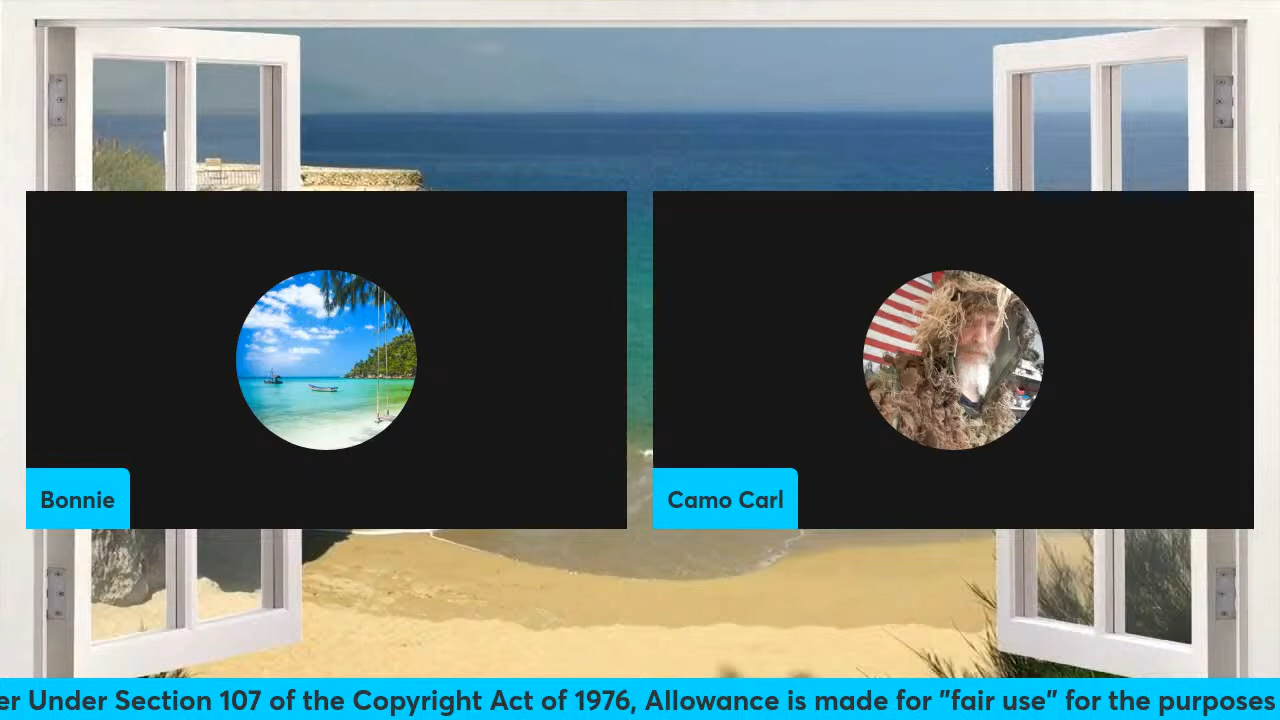 Bonnie
Camo Carl
er Under Section 107 of the Copyright Act of 1976, Allowance is made for "fair use" for the purposes